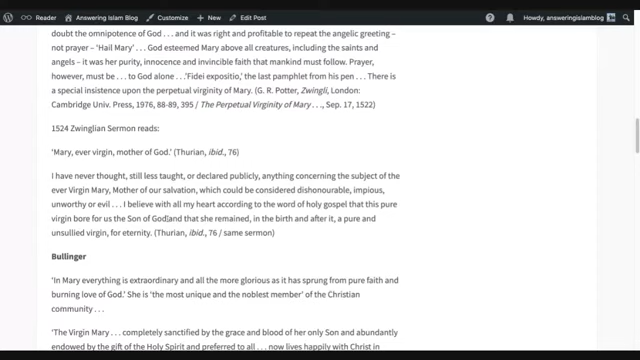 Reader Answering Islam Blog Customize New Edit Post Howdy, answeringislamblog
doubt the omnipotence of God . . . and it was right and profitable to repeat the angelic greeting –
not prayer – ‘Hail Mary’ . . . God esteemed Mary above all creatures, including the saints and
angels – it was her purity, innocence and invincible faith that mankind must follow. Prayer,
however, must be . . . to God alone . . .‘Fidei expositio,’ the last pamphlet from his pen . . . There is
a special insistence upon the perpetual virginity of Mary. (G. R. Potter, Zwingli, London:
Cambridge Univ. Press, 1976, 88-89, 395 / The Perpetual Virginity of Mary . . ., Sep. 17, 1522)
1524 Zwinglian Sermon reads:
‘Mary, ever virgin, mother of God.’ (Thurian, ibid., 76)
I have never thought, still less taught, or declared publicly, anything concerning the subject of the
ever Virgin Mary, Mother of our salvation, which could be considered dishonourable, impious,
unworthy or evil . . . I believe with all my heart according to the word of holy gospel that this pure
virgin bore for us the Son of God and that she remained, in the birth and after it, a pure and
unsullied virgin, for eternity. (Thurian, ibid., 76 / same sermon)
Bullinger
‘In Mary everything is extraordinary and all the more glorious as it has sprung from pure faith and
burning love of God.’ She is ‘the most unique and the noblest member’ of the Christian
community . . .
‘The Virgin Mary . . . completely sanctified by the grace and blood of her only Son and abundantly
endowed by the gift of the Holy Spirit and preferred to all . . . now lives happily with Christ in